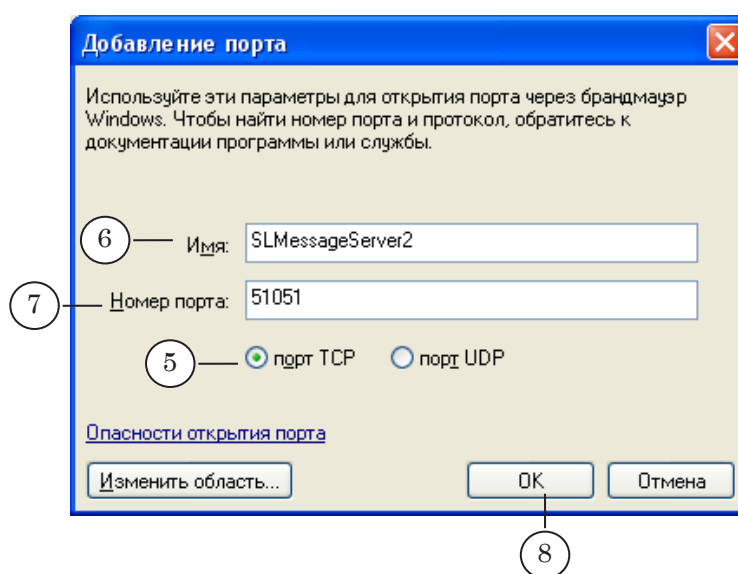 Добавление порта
Используйте эти параметры для открытия порта через брандмауэр
Windows. Чтобы найти номер порта и протокол, обратитесь к
документации программы или службы.
6 Имя: SLMessageServer2
7 Номер порта: 51051
5 порт TCP порт UDP
Опасности открытия порта
Изменить область... OK Отмена
8